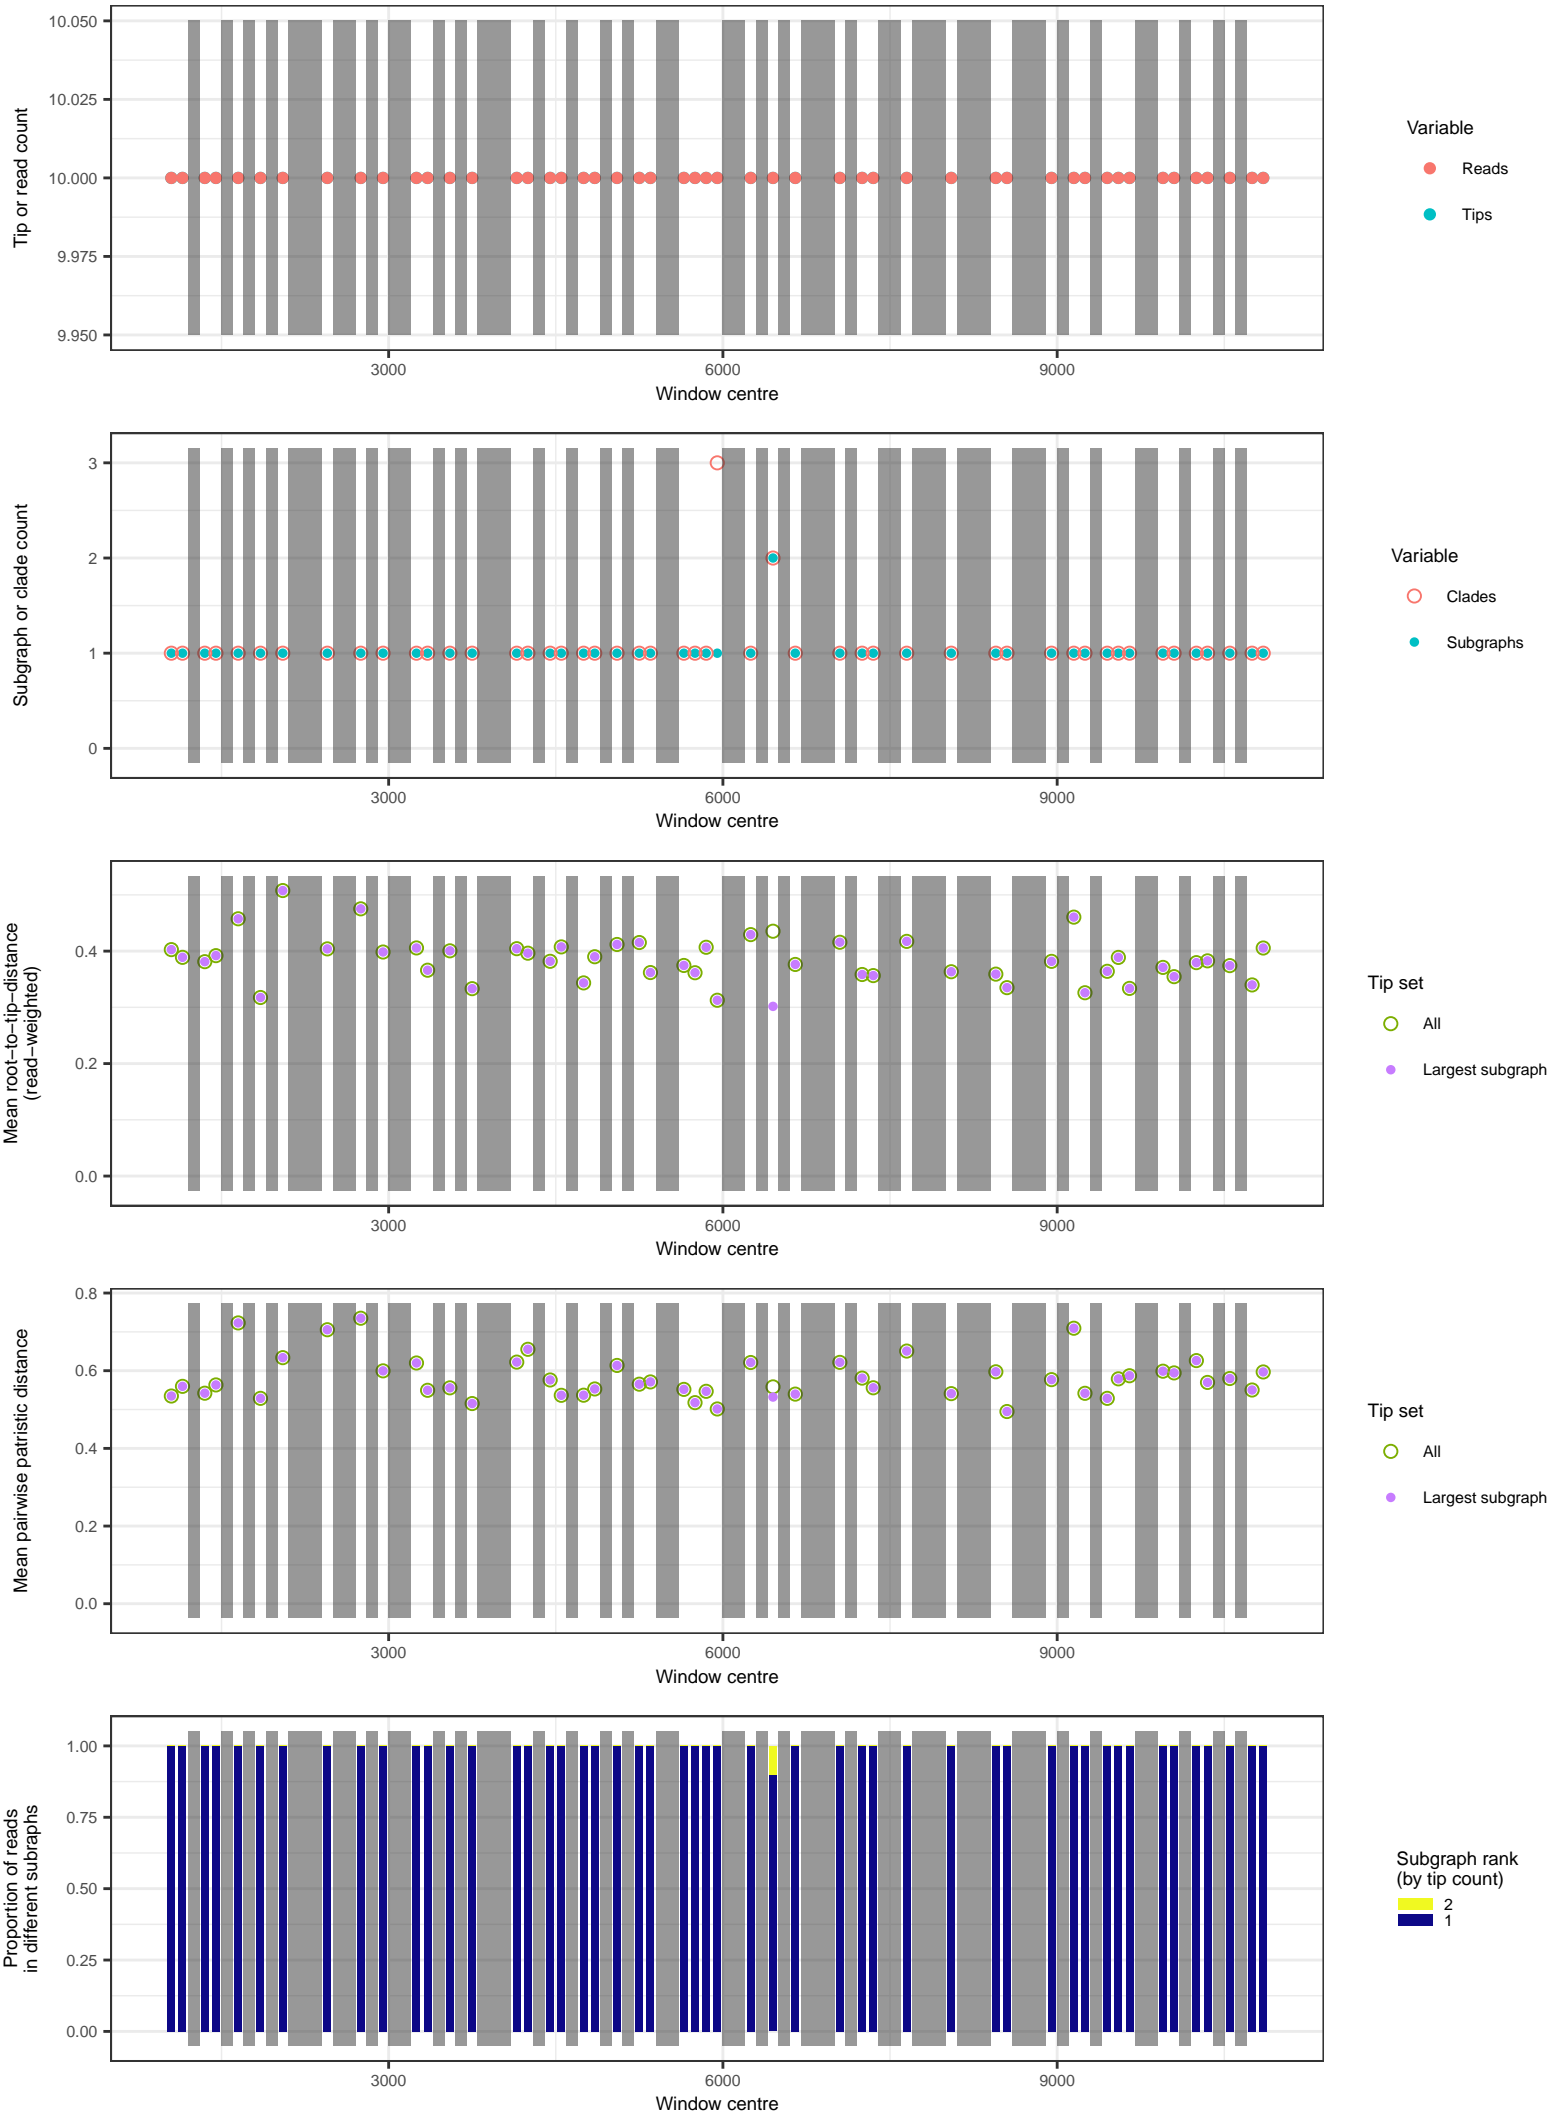 10.050
10.025
10.000
9.975
9.950
Tip or read count
3000
6000
9000
Window centre
Variable
Reads
Tips
3
2
1
0
Subgraph or clade count
3000
6000
9000
Window centre
Variable
Clades
Subgraphs
0.4
0.2
0.0
Mean root−to−tip−distance
(read−weighted)
3000
6000
9000
Window centre
Tip set
All
Largest subgraph
0.8
0.6
0.4
0.2
0.0
Mean pairwise patristic distance
3000
6000
9000
Window centre
Tip set
All
Largest subgraph
1.00
0.75
0.50
0.25
0.00
Proportion of reads
in different subraphs
3000
6000
9000
Window centre
Subgraph rank
(by tip count)
2
1